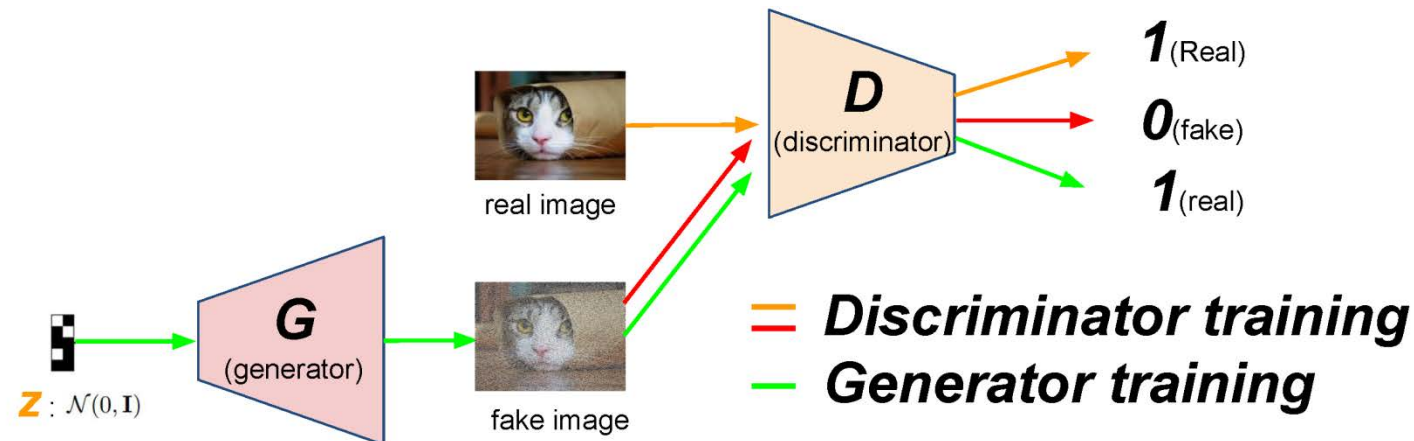 1(Real)
D
(discriminator)
0(fake)
1(real)
real image
G
(generator)
Z : 𝒩(0, I)
fake image
Discriminator training
Generator training